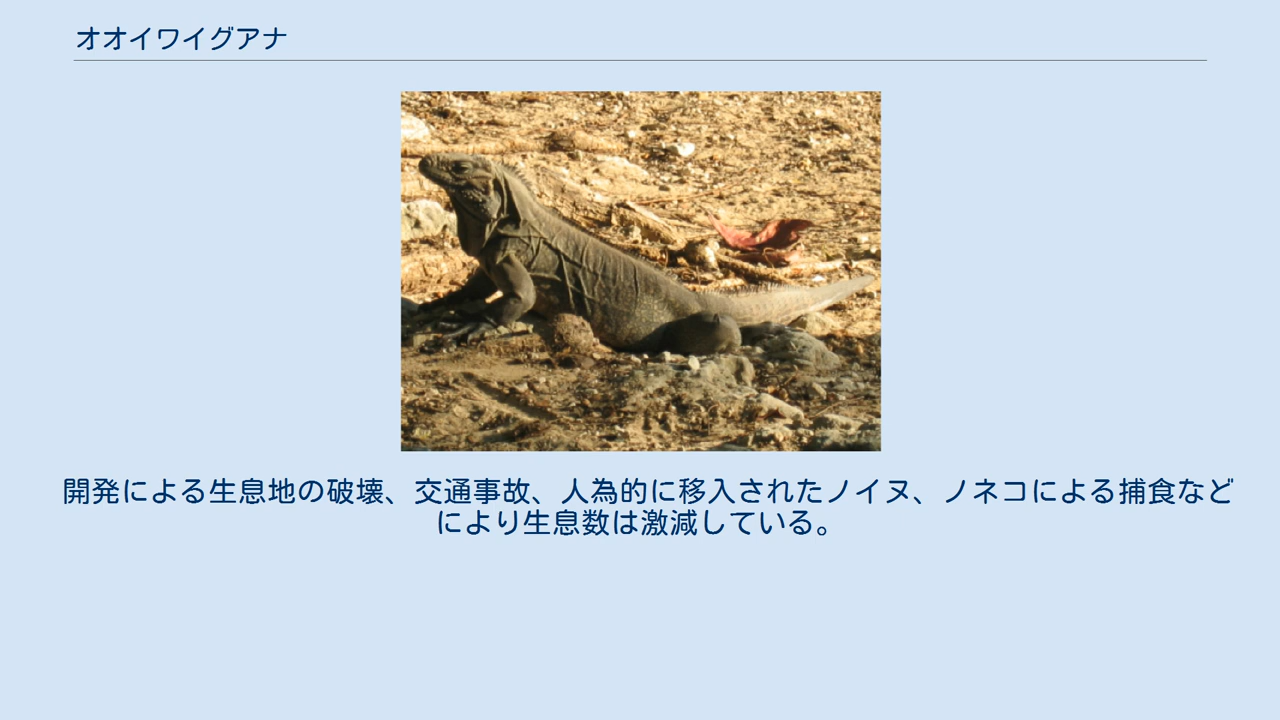 オオイワイグアナ
開発による生息地の破壊、交通事故、人為的に移入されたノイヌ、ノネコによる捕食など
により生息数は激減している。